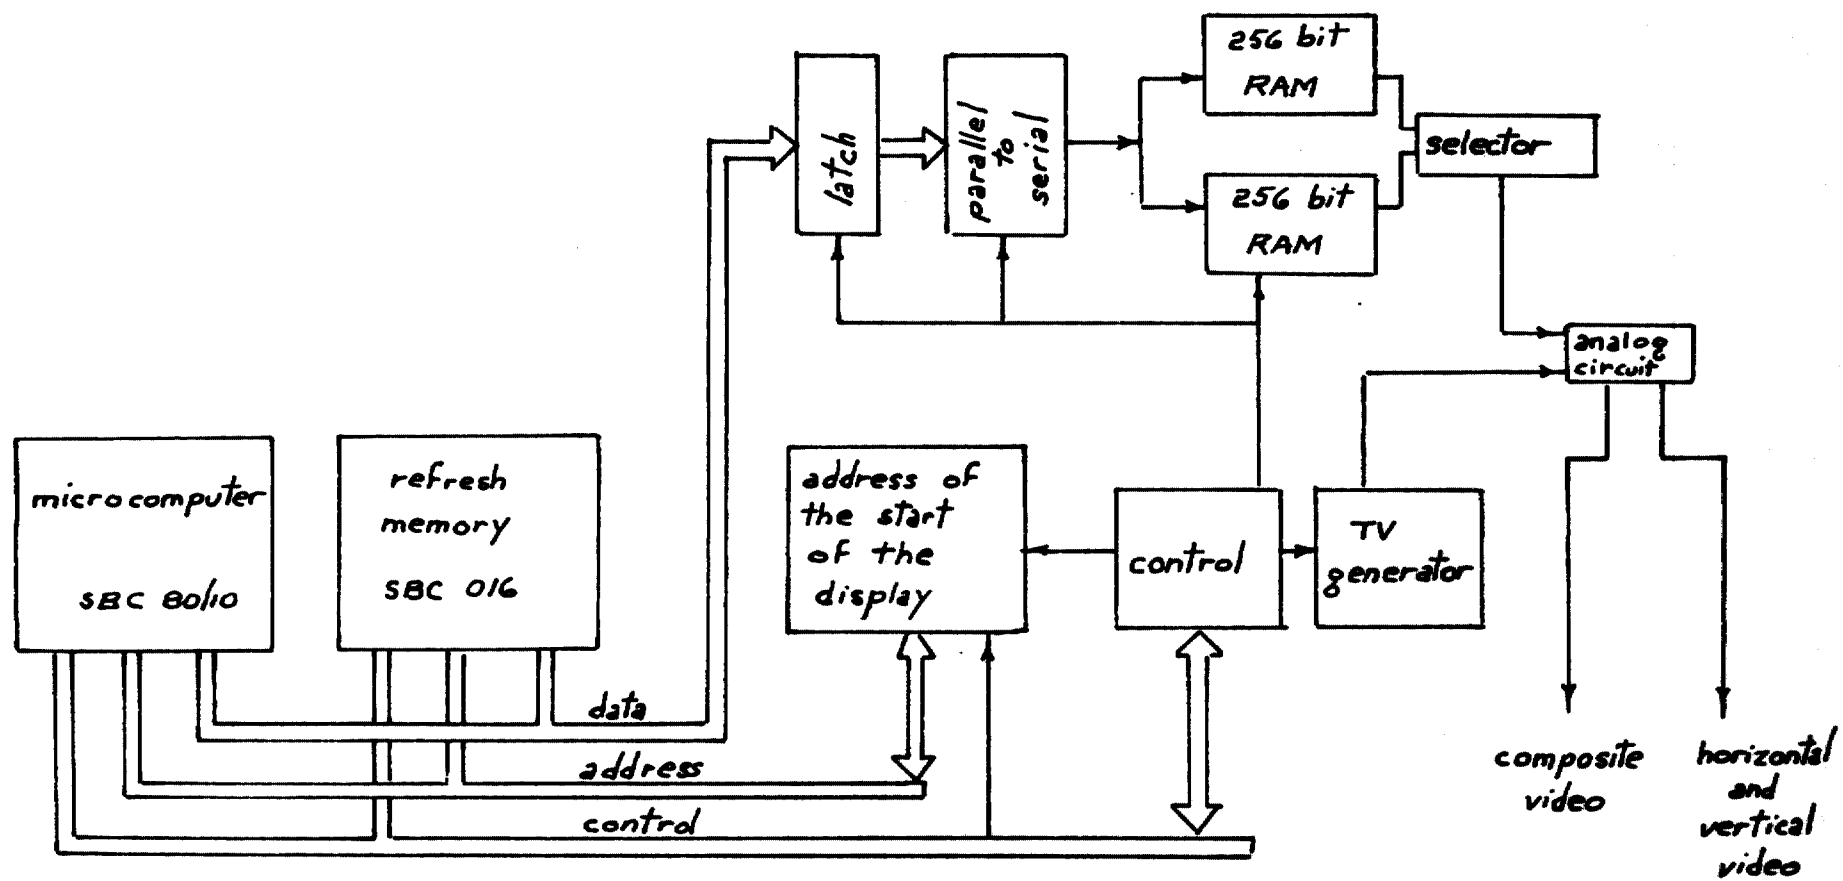 256 bit
RAM
latch
parallel
to
serial
selector
256 bit
RAM
analog
circuit
microcomputer
SBC 80/10
refresh
memory
SBC 016
address of
the start
of the
display
control
TV
generator
data
address
control
composite
video
horizontal
and
vertical
video